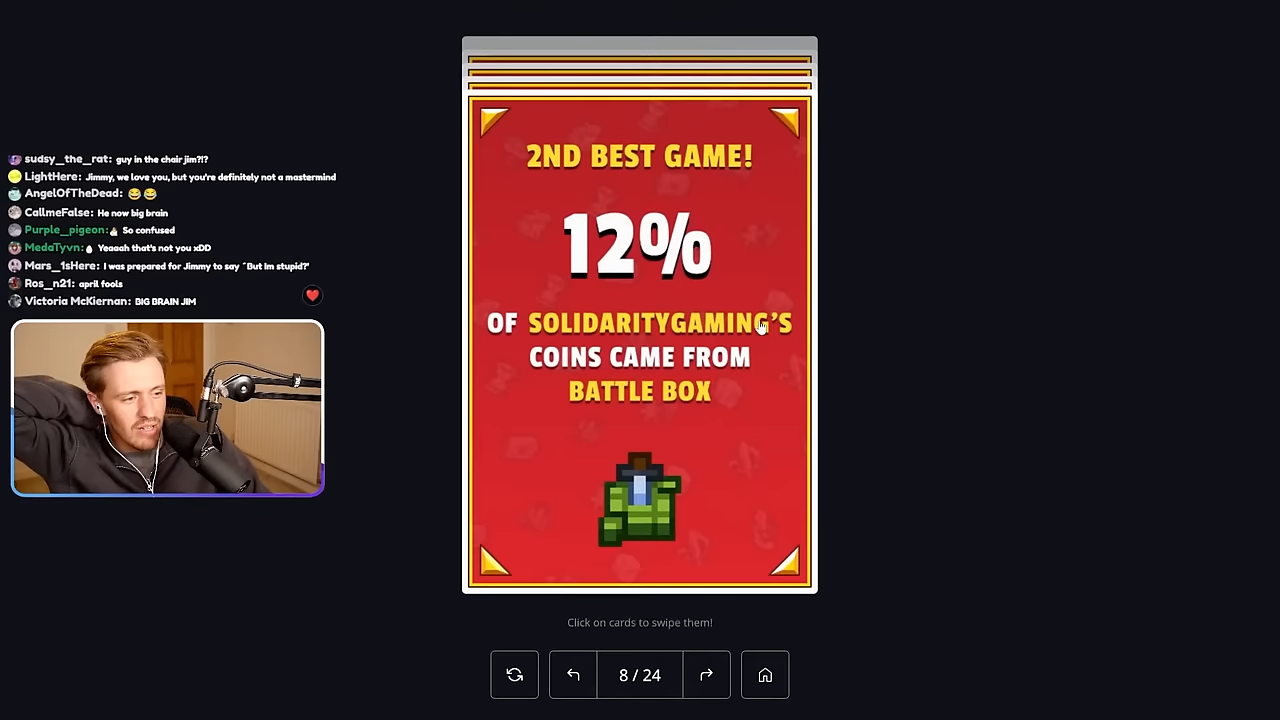 sudsy_the_rat: guy in the chair jim?!?
LightHere: Jimmy, we love you, but you're definitely not a mastermind
AngelOfTheDead: 😂😂
CallmeFalse: He now big brain
Purple_pigeon: So confused
MedaTyvn: Yeaaah that's not you xDD
Mars_1sHere: I was prepared for Jimmy to say ˝But Im stupid?"
Ros_n21: april fools
Victoria McKiernan: BIG BRAIN JIM
2ND BEST GAME!
12%
OF SOLIDARITYGAMING'S
COINS CAME FROM
BATTLE BOX
Click on cards to swipe them!
8 / 24